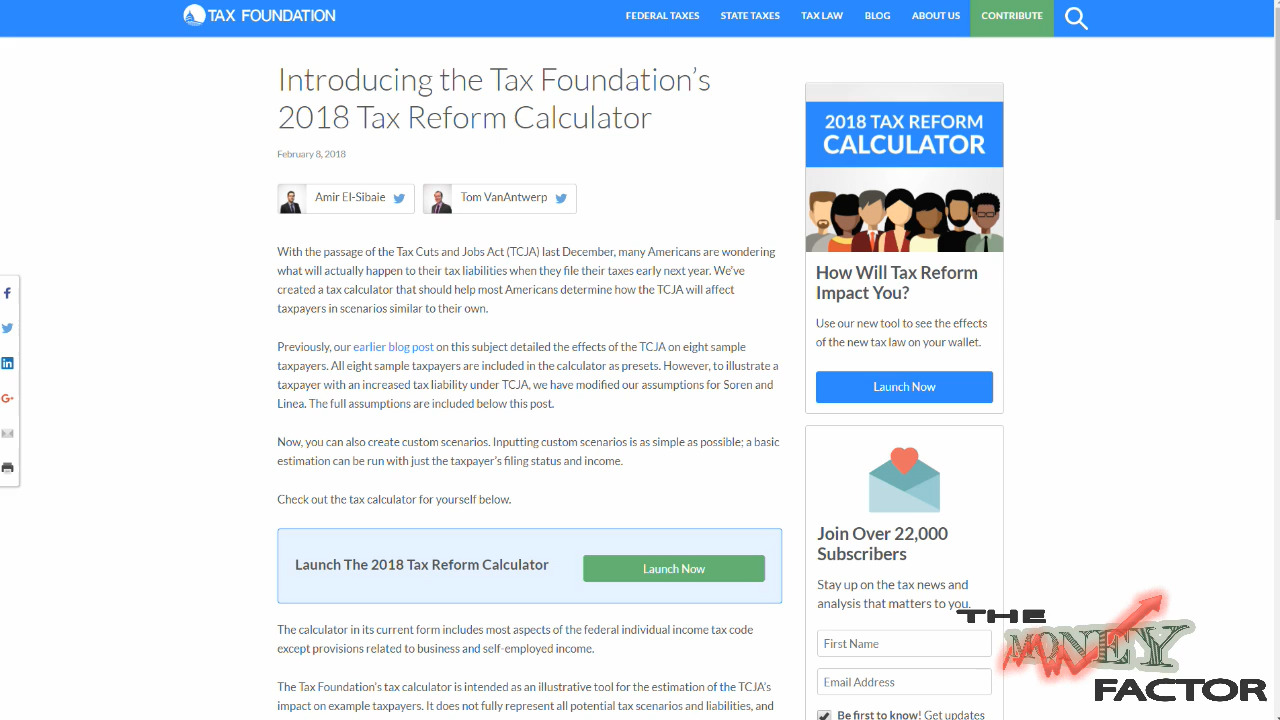 TAX FOUNDATION
FEDERAL TAXES STATE TAXES TAX LAW BLOG ABOUT US CONTRIBUTE
Introducing the Tax Foundation’s
2018 Tax Reform Calculator
February 8, 2018
Amir El-Sibaie Tom VanAntwerp
With the passage of the Tax Cuts and Jobs Act (TCJA) last December, many Americans are wondering
what will actually happen to their tax liabilities when they file their taxes early next year. We’ve
created a tax calculator that should help most Americans determine how the TCJA will affect
taxpayers in scenarios similar to their own.
Previously, our earlier blog post on this subject detailed the effects of the TCJA on eight sample
taxpayers. All eight sample taxpayers are included in the calculator as presets. However, to illustrate a
taxpayer with an increased tax liability under TCJA, we have modified our assumptions for Soren and
Linea. The full assumptions are included below this post.
Now, you can also create custom scenarios. Inputting custom scenarios is as simple as possible; a basic
estimation can be run with just the taxpayer’s filing status and income.
Check out the tax calculator for yourself below.
Launch The 2018 Tax Reform Calculator Launch Now
The calculator in its current form includes most aspects of the federal individual income tax code
except provisions related to business and self-employed income.
The Tax Foundation’s tax calculator is intended as an illustrative tool for the estimation of the TCJA’s
impact on example taxpayers. It does not fully represent all potential tax scenarios and liabilities, and
2018 TAX REFORM
CALCULATOR
How Will Tax Reform
Impact You?
Use our new tool to see the effects
of the new tax law on your wallet.
Launch Now
Join Over 22,000
Subscribers
Stay up on the tax news and
analysis that matters to you.
First Name
Email Address
Be first to know! Get updates
THE
MONEY
FACTOR